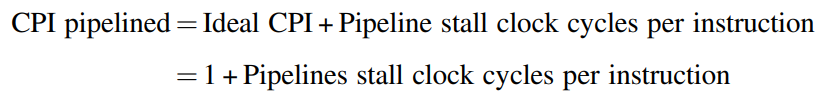 CPI pipelined = Ideal CPI + Pipeline stall clock cycles per instruction
= 1 + Pipelines stall clock cycles per instruction